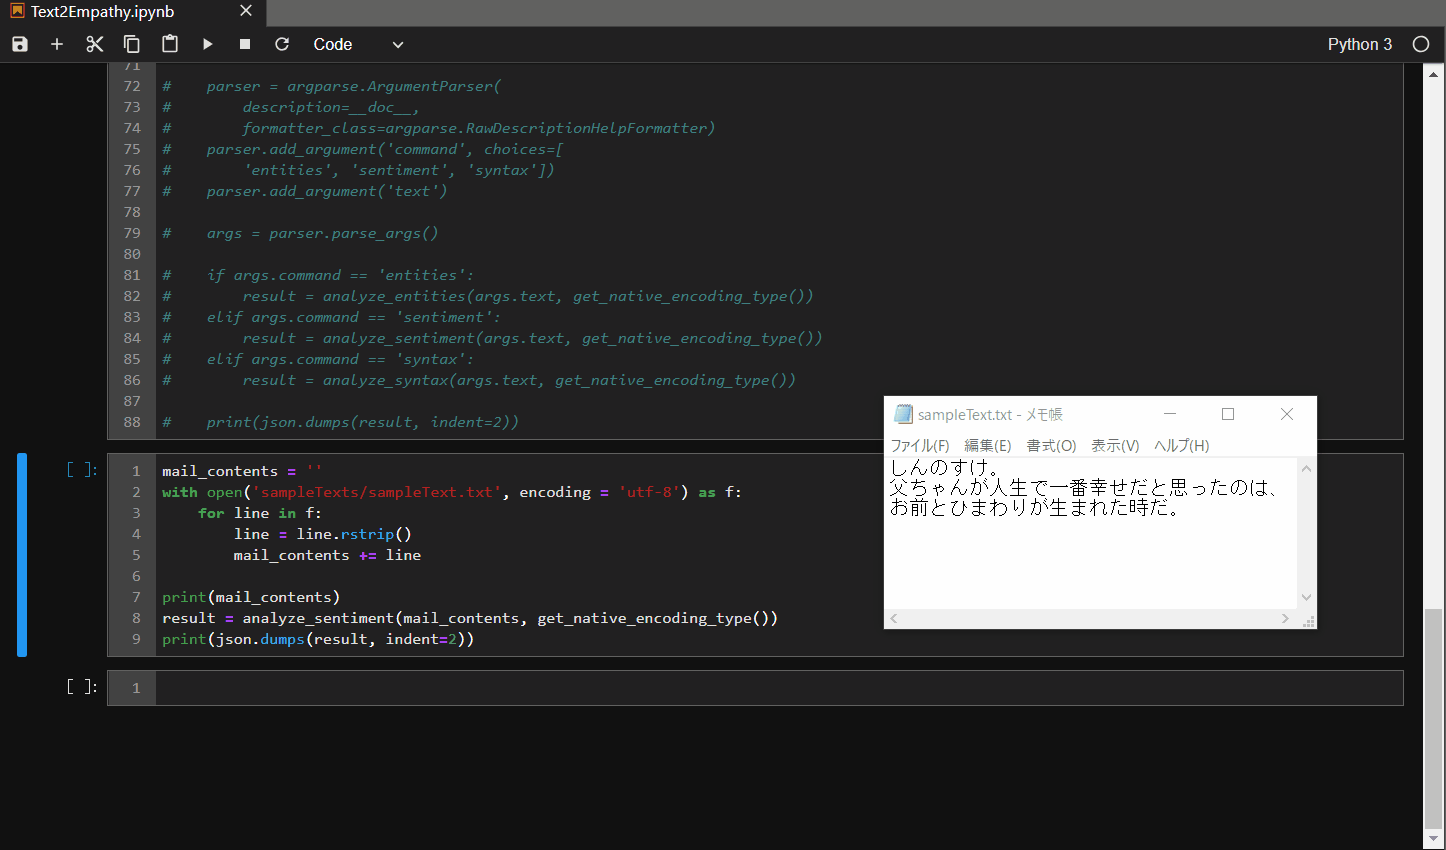 Text2Empathy.ipynb
Code
Python 3
71
72 #    parser = argparse.ArgumentParser(
73 #        description=__doc__,
74 #        formatter_class=argparse.RawDescriptionHelpFormatter)
75 #    parser.add_argument('command', choices=[
76 #        'entities', 'sentiment', 'syntax'])
77 #    parser.add_argument('text')
78
79 #    args = parser.parse_args()
80
81 #    if args.command == 'entities':
82 #        result = analyze_entities(args.text, get_native_encoding_type())
83 #    elif args.command == 'sentiment':
84 #        result = analyze_sentiment(args.text, get_native_encoding_type())
85 #    elif args.command == 'syntax':
86 #        result = analyze_syntax(args.text, get_native_encoding_type())
87
88 #    print(json.dumps(result, indent=2))
[ ]:
1 mail_contents = ''
2 with open('sampleTexts/sampleText.txt', encoding = 'utf-8') as f:
3     for line in f:
4         line = line.rstrip()
5         mail_contents += line
6
7 print(mail_contents)
8 result = analyze_sentiment(mail_contents, get_native_encoding_type())
9 print(json.dumps(result, indent=2))
[ ]:
1
sampleText.txt - メモ帳
ファイル(F) 編集(E) 書式(O) 表示(V) ヘルプ(H)
しんのすけ。
父ちゃんが人生で一番幸せだと思ったのは、
お前とひまわりが生まれた時だ。